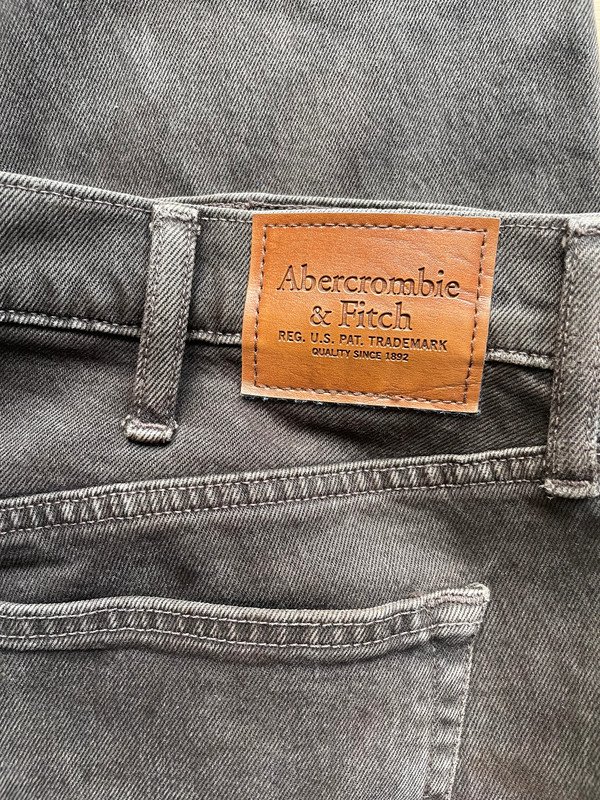 Abercrombie
& Fitch
REG. U.S. PAT. TRADEMARK
QUALITY SINCE 1892